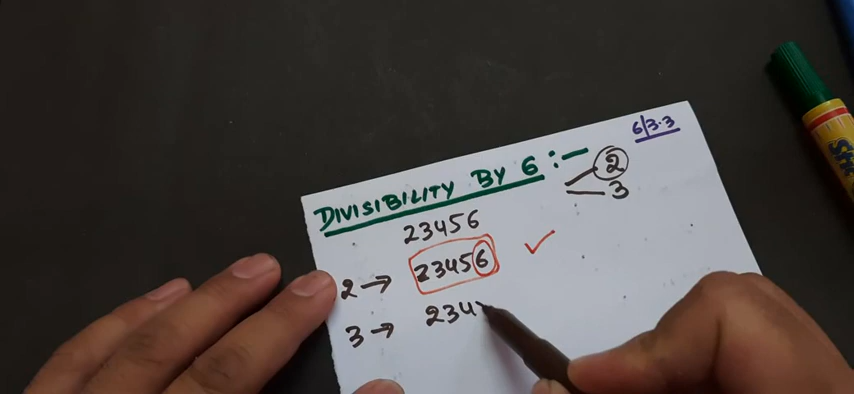 6/3.3
DIVISIBILITY BY 6 :- 2
3
23456
2 → 23456 ✓
3 → 234